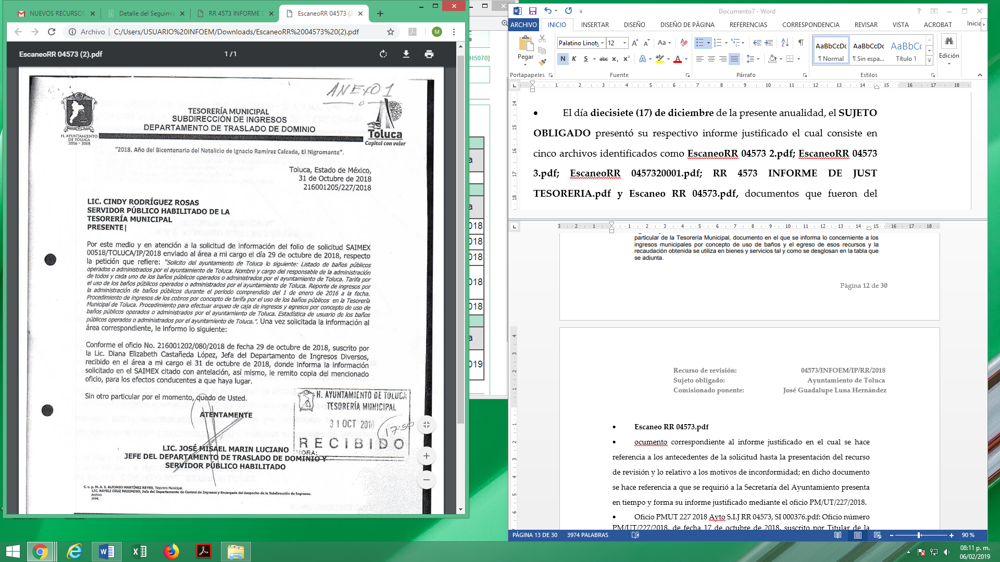 NUEVOS RECURSOS
Detalle del Seguimie
RR 4573 INFORME D
EscaneoRR 04573 (2
Archivo
C:/Users/USUARIO%20INFOEM/Downloads/EscaneoRR%2004573%20(2).pdf
M
EscaneoRR 04573 (2).pdf
1 / 1
ANEXO 1
TESORERÍA MUNICIPAL
SUBDIRECCIÓN DE INGRESOS
DEPARTAMENTO DE TRASLADO DE DOMINIO
H. AYUNTAMIENTO
DE TOLUCA
2016 - 2018
Toluca
Capital con valor
"2018. Año del Bicentenario del Natalicio de Ignacio Ramírez Calzada, El Nigromante".
Toluca, Estado de México,
31 de Octubre de 2018
216001205/227/2018
LIC. CINDY RODRÍGUEZ ROSAS
SERVIDOR PÚBLICO HABILITADO DE LA
TESORERÍA MUNICIPAL
PRESENTE
Por este medio y en atención a la solicitud de información del folio de solicitud SAIMEX
00518/TOLUCA/IP/2018 enviado al área a mi cargo el día 29 de octubre de 2018, respecto
la petición que refiere: "Solicito del ayuntamiento de Toluca lo siguiente: Listado de baños públicos
operados o administrados por el ayuntamiento de Toluca. Nombre y cargo del responsable de la administración
de todos y cada uno de los baños públicos operados o administrados por el ayuntamiento de Toluca. Tarifa por
el uso de los baños públicos operados o administrados por el ayuntamiento de Toluca. Reporte de ingresos por
la administración de baños públicos durante el periodo comprendido del 1 de enero de 2016 a la fecha.
Procedimiento de ingresos de los cobros por concepto de tarifa por el uso de los baños públicos en la Tesorería
Municipal de Toluca. Procedimiento para efectuar arqueo de caja de ingresos y egresos por concepto de uso de
baños públicos operados o administrados por el ayuntamiento de Toluca. Estadística de usuario de los baños
públicos operados o administrados por el ayuntamiento de Toluca.". Una vez solicitada la información al
área correspondiente, le informo lo siguiente:
Conforme el oficio No. 216001202/080/2018 de fecha 29 de octubre de 2018, suscrito por
la Lic. Diana Elizabeth Castañeda López, Jefa del Departamento de Ingresos Diversos,
recibido en el área a mi cargo el 31 de octubre de 2018, donde informa la información
solicitado en el SAIMEX citado con antelación, así mismo, le remito copia del mencionado
oficio, para los efectos conducentes a que haya lugar.
Sin otro particular por el momento, quedo de Usted.
ATENTAMENTE
LIC. JOSÉ MISAEL MARIN LUCIANO
JEFE DEL DEPARTAMENTO DE TRASLADO DE DOMINIO Y
SERVIDOR PÚBLICO HABILITADO
H. AYUNTAMIENTO DE TOLUCA
TESORERÍA MUNICIPAL
31 OCT 2018
17:50
RECIBIDO
HORA:
C. c. p. M. A. E. ALFONSO MARTÍNEZ REYES, Tesorero Municipal.
LIC. NAYELI CRUZ MAXIMINO, Jefa del Departamento de Control de Ingresos y Encargada del despacho de la Subdirección de Ingresos.
Archivo
JMML
H5070]
a
a
018
018
018
018
018
a
019
Documento7 - Word
ARCHIVO
INICIO
INSERTAR
DISEÑO
DISEÑO DE PÁGINA
REFERENCIAS
CORRESPONDENCIA
REVISAR
VISTA
ACROBAT
Inicia
Pegar
Palatino Linoty
12
Aa
N K S abc x₂ x²
AaBbCcDc
¶ Normal
AaBbCcDc
¶ Sin espa...
AaBbCc
Título 1
Edición
Portapapeles
Fuente
Párrafo
Estilos
• El día diecisiete (17) de diciembre de la presente anualidad, el SUJETO
OBLIGADO presentó su respectivo informe justificado el cual consiste en
cinco archivos identificados como EscaneoRR 04573 2.pdf; EscaneoRR 04573
3.pdf; EscaneoRR 0457320001.pdf; RR 4573 INFORME DE JUST
TESORERIA.pdf y Escaneo RR 04573.pdf, documentos que fueron del
particular de la Tesorería Municipal, documento en el que se informa lo concerniente a los
ingresos municipales por concepto de uso de baños y el egreso de esos recursos y la
recaudación obtenida se utiliza en bienes y servicios tal y como se desglosan en la tabla que
se adjunta.
Página 12 de 30
Recurso de revisión: 04573/INFOEM/IP/RR/2018
Sujeto obligado: Ayuntamiento de Toluca
Comisionado ponente: José Guadalupe Luna Hernández
• Escaneo RR 04573.pdf
• ocumento correspondiente al informe justificado en el cual se hace
referencia a los antecedentes de la solicitud hasta la presentación del recurso
de revisión y lo relativo a los motivos de inconformidad; en dicho documento
se hace referencia a que se requirió a la Secretaría del Ayuntamiento presenta
en tiempo y forma su informe justificado mediante el oficio PM/UT/227/2018.
• Oficio PMUT 227 2018 Ayto S.I.J RR 04573, SI 000376.pdf: Oficio número
PM/UT/227/2018, de fecha 17 de octubre de 2018, suscrito por Titular de la
PÁGINA 13 DE 30
3974 PALABRAS
90 %
08:11 p. m.
06/02/2019